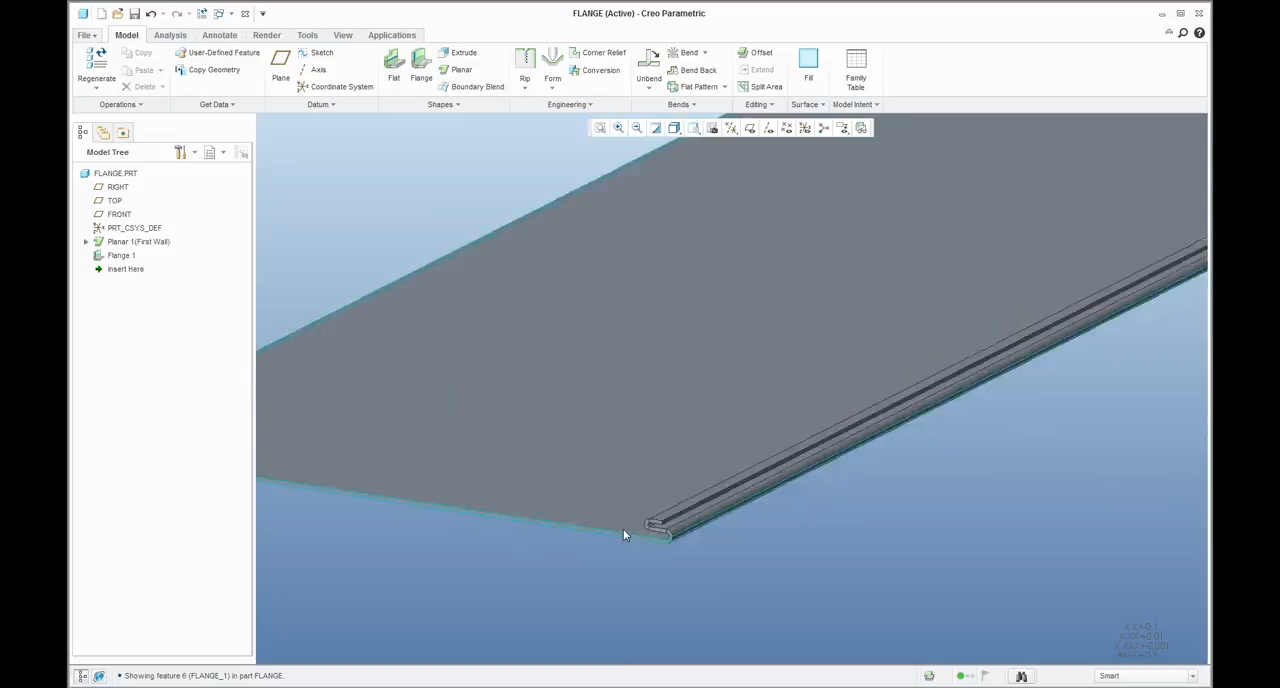 FLANGE (Active) - Creo Parametric
File Model Analysis Annotate Render Tools View Applications
Regenerate
Copy
Paste
Delete
Operations
User-Defined Feature
Copy Geometry
Get Data
Plane
Sketch
Axis
Coordinate System
Datum
Flat
Flange
Extrude
Planar
Boundary Blend
Shapes
Rip
Form
Corner Relief
Conversion
Engineering
Unbend
Bend
Bend Back
Flat Pattern
Bends
Offset
Extend
Split Area
Editing
Fill
Surface
Family
Table
Model Intent
Model Tree
FLANGE.PRT
RIGHT
TOP
FRONT
PRT_CSYS_DEF
Planar 1(First Wall)
Flange 1
Insert Here
Showing feature 6 (FLANGE_1) in part FLANGE.
Smart